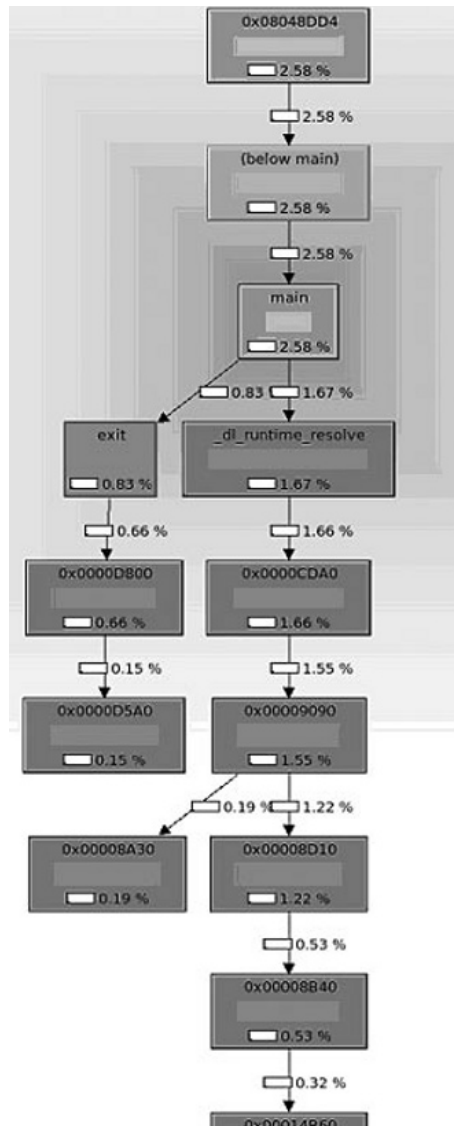 0x08048DD4
2.58 %
2.58 %
(below main)
2.58 %
2.58 %
main
2.58 %
0.83
1.67 %
exit
_dl_runtime_resolve
0.83 %
1.67 %
0.66 %
1.66 %
0x0000D800
0x0000CDA0
0.66 %
1.66 %
0.15 %
1.55 %
0x0000D5A0
0x00009090
0.15 %
1.55 %
0.19 %
1.22 %
0x00008A30
0x00008D10
0.19 %
1.22 %
0.53 %
0x00008B40
0.53 %
0.32 %
0x00014B60